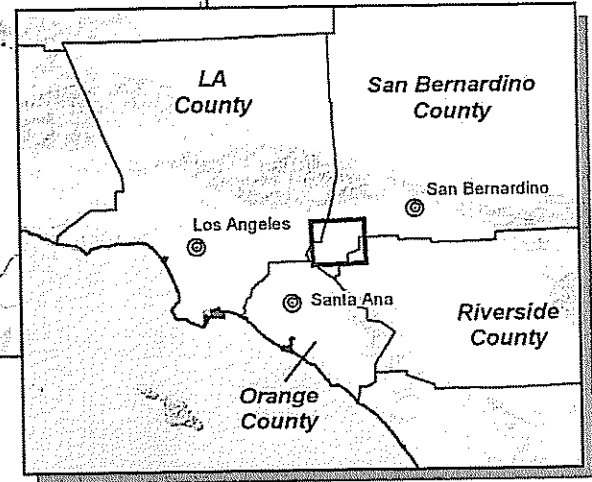 LA
County
San Bernardino
County
San Bernardino
Los Angeles
Santa Ana
Riverside
County
Orange
County